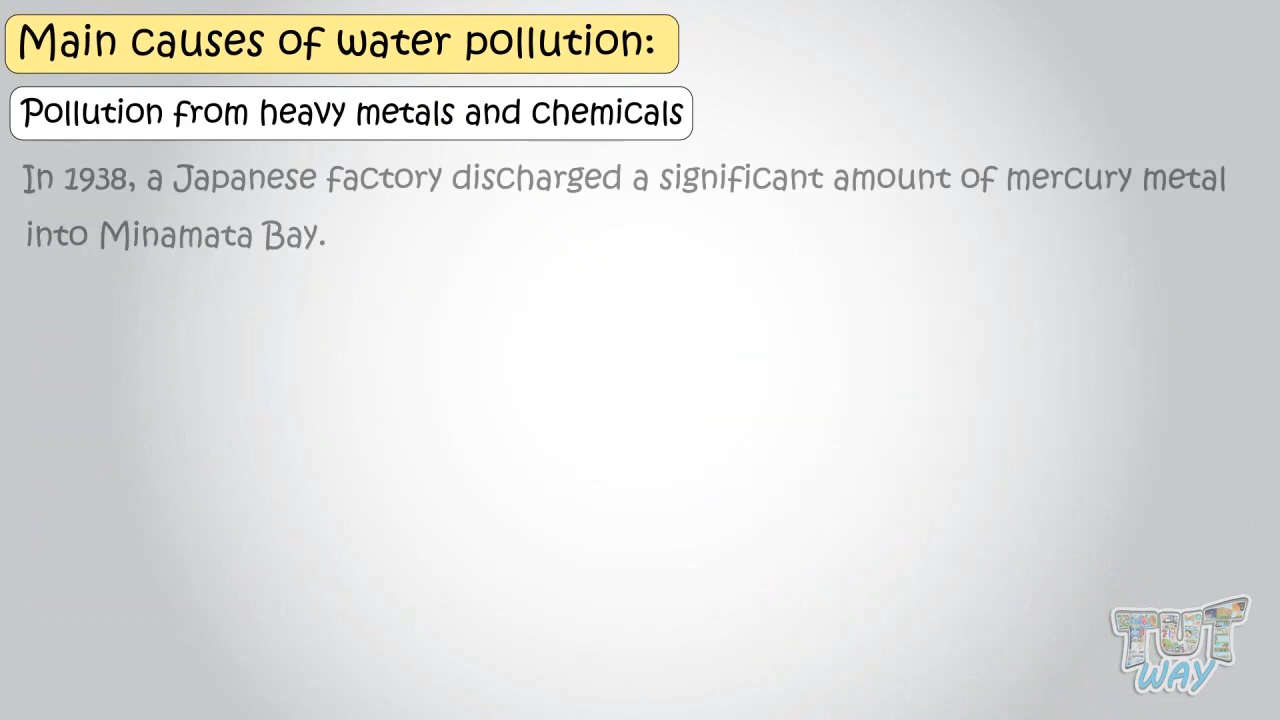 Main causes of water pollution:
Pollution from heavy metals and chemicals
In 1938, a Japanese factory discharged a significant amount of mercury metal
into Minamata Bay.
TUT
WAY